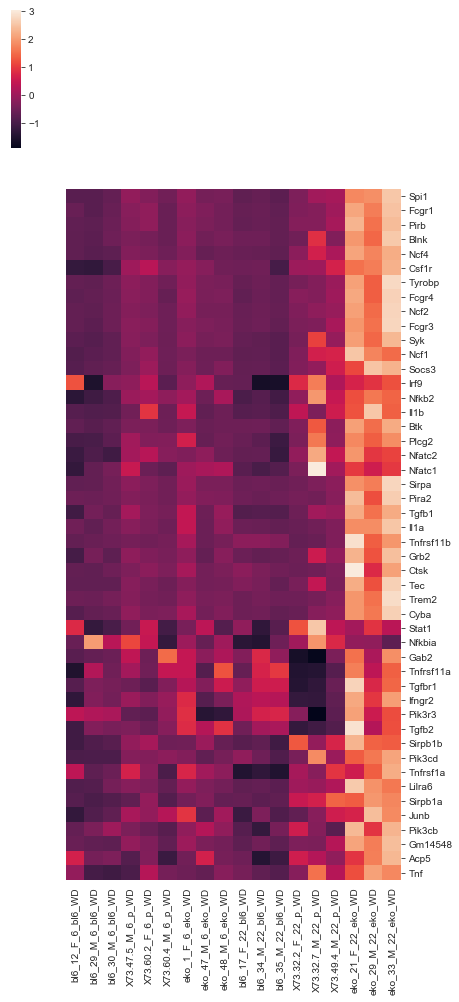 3
2
1
0
−1
Spi1
Fcgr1
Pirb
Blnk
Ncf4
Csf1r
Tyrobp
Fcgr4
Ncf2
Fcgr3
Syk
Ncf1
Socs3
Irf9
Nfkb2
Il1b
Btk
Plcg2
Nfatc2
Nfatc1
Sirpa
Pira2
Tgfb1
Il1a
Tnfrsf11b
Grb2
Ctsk
Tec
Trem2
Cyba
Stat1
Nfkbia
Gab2
Tnfrsf11a
Tgfbr1
Ifngr2
Pik3r3
Tgfb2
Sirpb1b
Pik3cd
Tnfrsf1a
Lilra6
Sirpb1a
Junb
Pik3cb
Gm14548
Acp5
Tnf
bl6_12_F_6_bl6_WD
bl6_29_M_6_bl6_WD
bl6_30_M_6_bl6_WD
X73.47.5_M_6_p_WD
X73.60.2_F_6_p_WD
X73.60.4_M_6_p_WD
eko_1_F_6_eko_WD
eko_47_M_6_eko_WD
eko_48_M_6_eko_WD
bl6_17_F_22_bl6_WD
bl6_34_M_22_bl6_WD
bl6_35_M_22_bl6_WD
X73.32.2_F_22_p_WD
X73.32.7_M_22_p_WD
X73.49.4_M_22_p_WD
eko_21_F_22_eko_WD
eko_29_M_22_eko_WD
eko_33_M_22_eko_WD